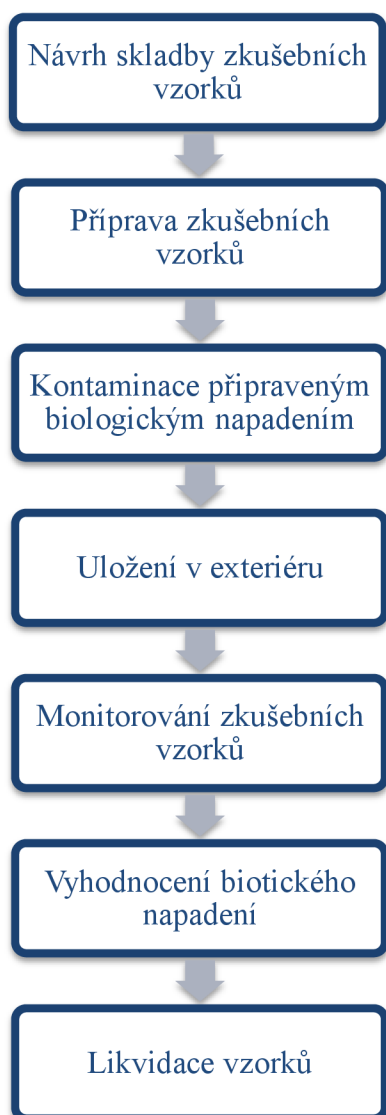 Návrh skladby zkušebních
vzorků
Příprava zkušebních
vzorků
Kontaminace připraveným
biologickým napadením
Uložení v exteriéru
Monitorování zkušebních
vzorků
Vyhodnocení biotického
napadení
Likvidace vzorků